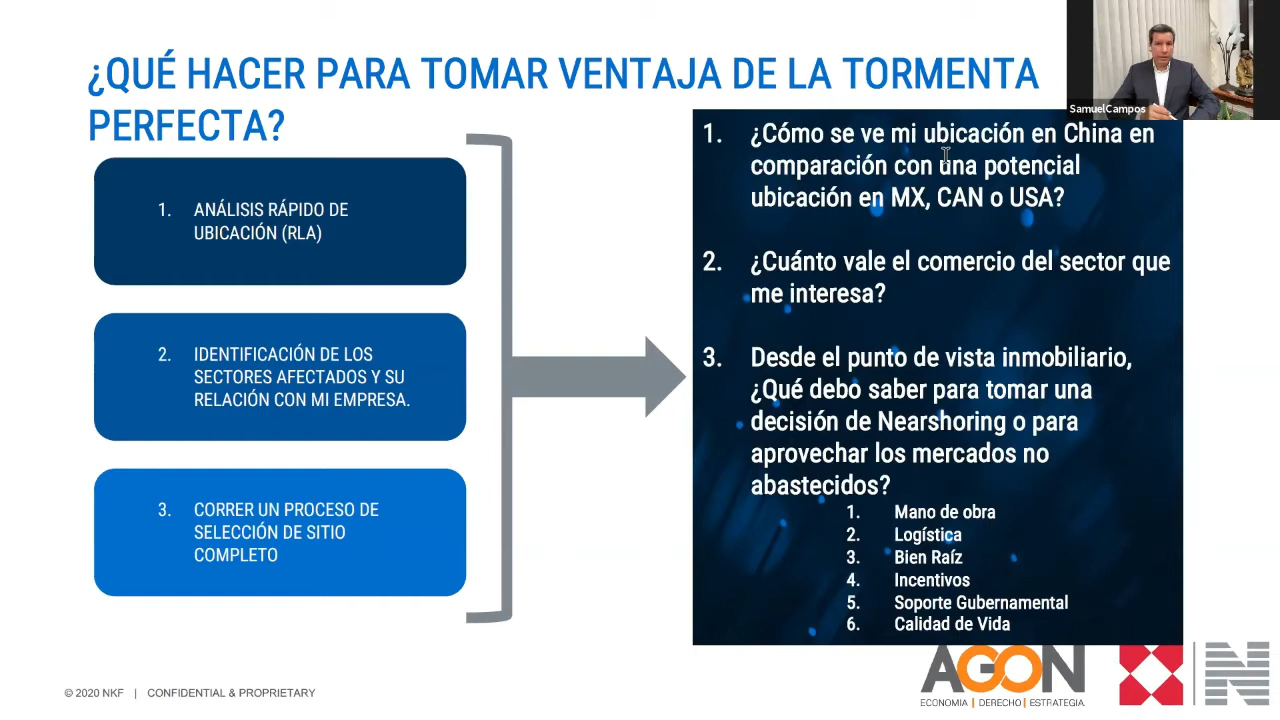 ¿QUÉ HACER PARA TOMAR VENTAJA DE LA TORMENTA
PERFECTA?
SamuelCampos
1. ANÁLISIS RÁPIDO DE
UBICACIÓN (RLA)
2. IDENTIFICACIÓN DE LOS
SECTORES AFECTADOS Y SU
RELACIÓN CON MI EMPRESA.
3. CORRER UN PROCESO DE
SELECCIÓN DE SITIO
COMPLETO
1. ¿Cómo se ve mi ubicación en China en
comparación con una potencial
ubicación en MX, CAN o USA?
2. ¿Cuánto vale el comercio del sector que
me interesa?
3. Desde el punto de vista inmobiliario,
¿Qué debo saber para tomar una
decisión de Nearshoring o para
aprovechar los mercados no
abastecidos?
1. Mano de obra
2. Logística
3. Bien Raíz
4. Incentivos
5. Soporte Gubernamental
6. Calidad de Vida
© 2020 NKF | CONFIDENTIAL & PROPRIETARY
AGON
ECONOMIA | DERECHO | ESTRATEGIA